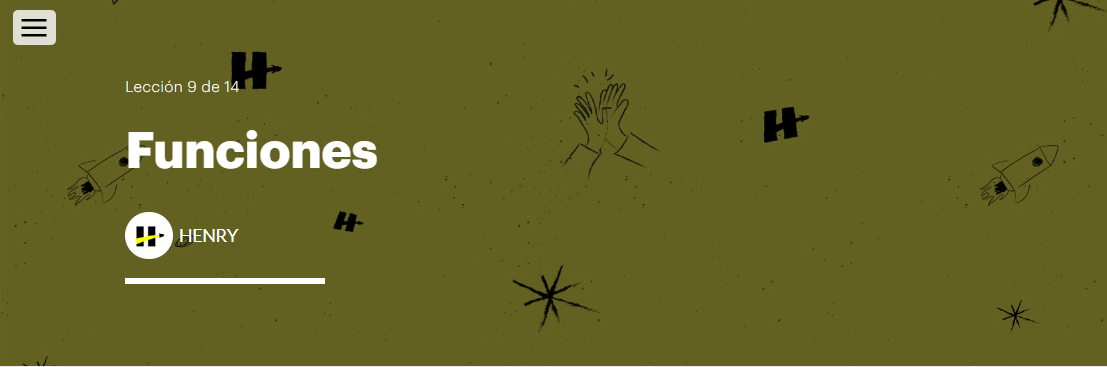 Lección 9 de 14
Funciones
HENRY